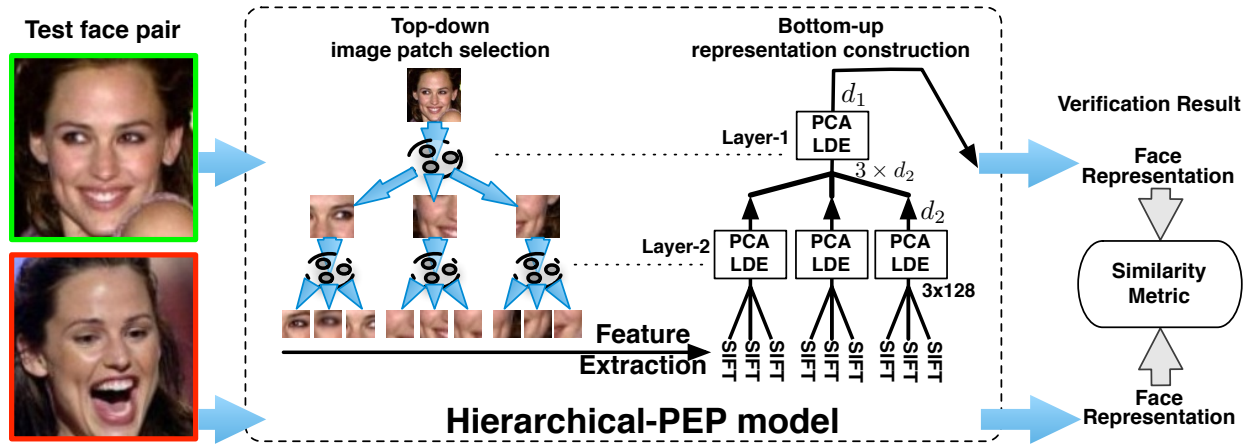 Test face pair
Top-down
image patch selection
Bottom-up
representation construction
d₁
Verification Result
Layer-1
PCA
LDE
Face
Representation
3 × d₂
d₂
Layer-2
PCA
LDE
PCA
LDE
PCA
LDE
Similarity
Metric
3x128
Feature
Extraction
SIFT
SIFT
SIFT
SIFT
SIFT
SIFT
SIFT
SIFT
SIFT
Face
Representation
Hierarchical-PEP model